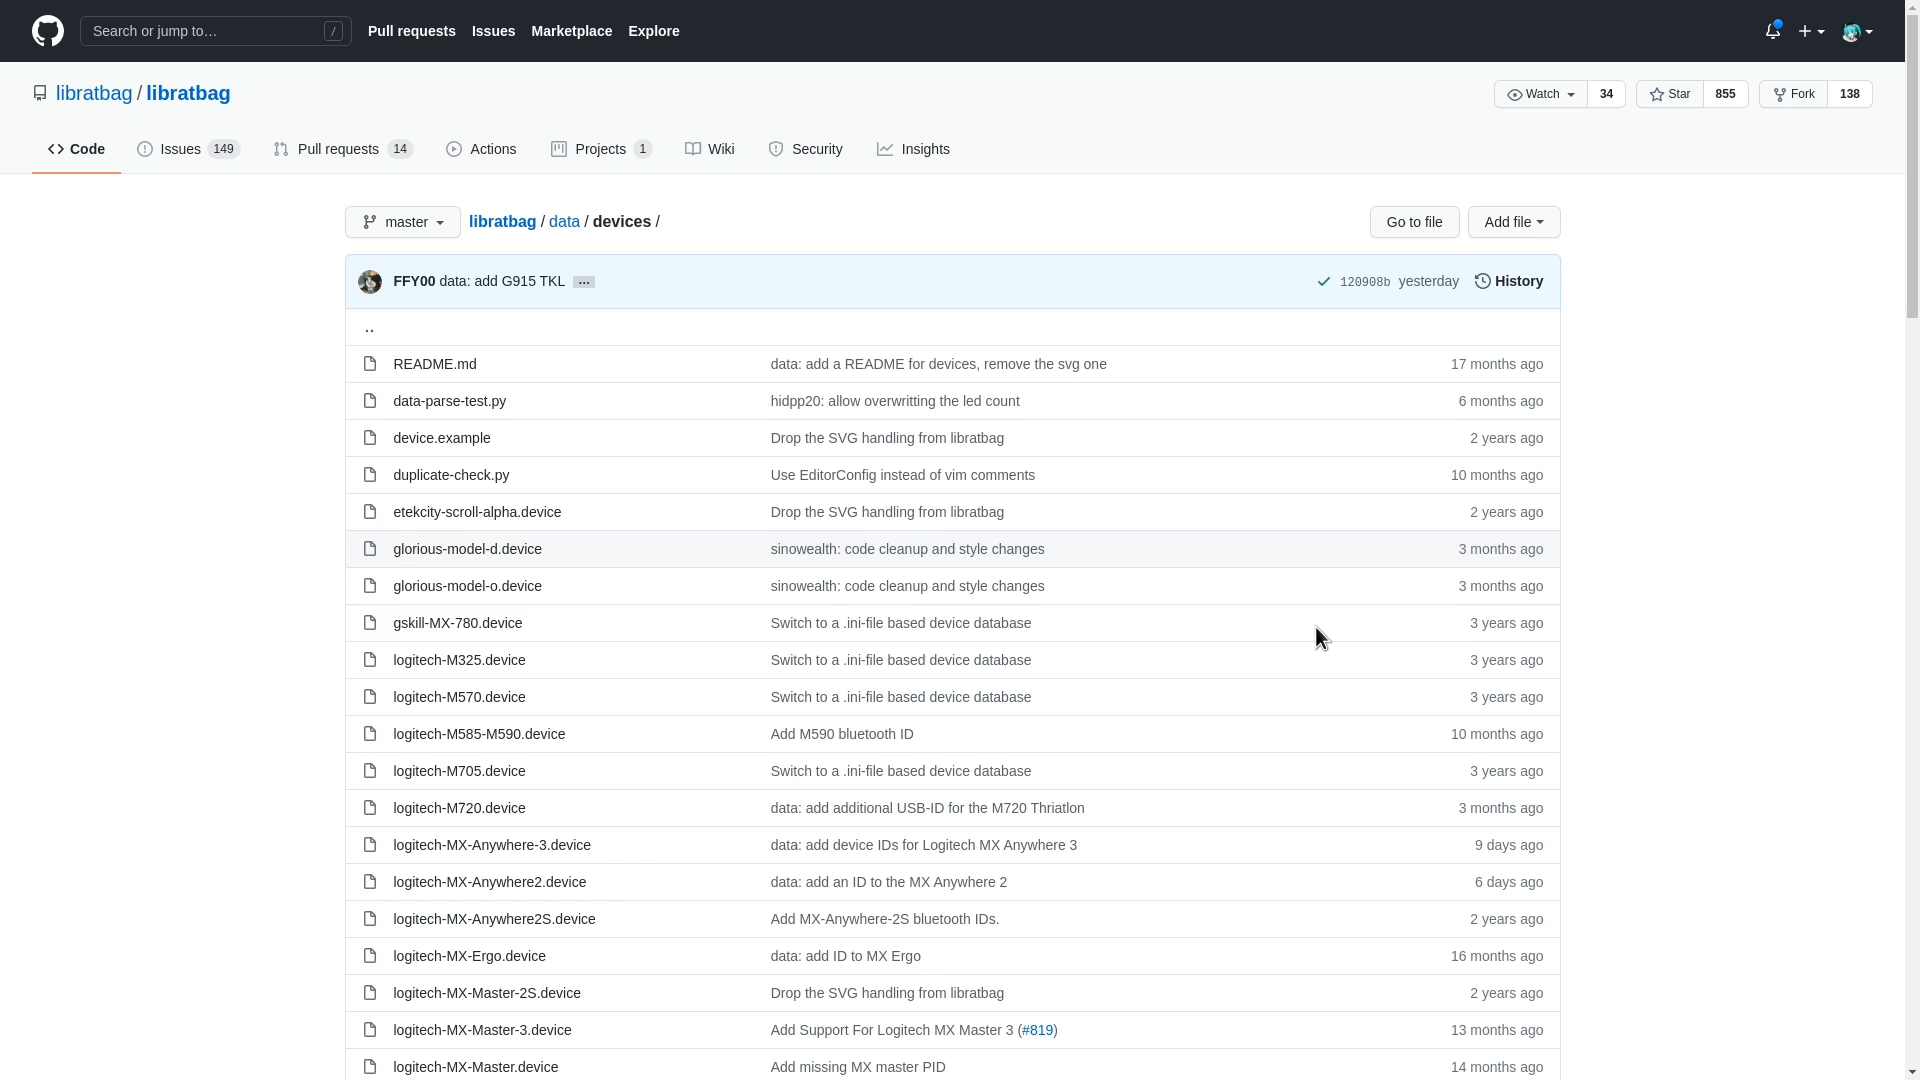 Search or jump to… /
Pull requests Issues Marketplace Explore
libratbag / libratbag
Watch 34 Star 855 Fork 138
Code Issues 149 Pull requests 14 Actions Projects 1 Wiki Security Insights
master libratbag / data / devices / Go to file Add file
FFY00 data: add G915 TKL … 120908b yesterday History
..
README.md data: add a README for devices, remove the svg one 17 months ago
data-parse-test.py hidpp20: allow overwritting the led count 6 months ago
device.example Drop the SVG handling from libratbag 2 years ago
duplicate-check.py Use EditorConfig instead of vim comments 10 months ago
etekcity-scroll-alpha.device Drop the SVG handling from libratbag 2 years ago
glorious-model-d.device sinowealth: code cleanup and style changes 3 months ago
glorious-model-o.device sinowealth: code cleanup and style changes 3 months ago
gskill-MX-780.device Switch to a .ini-file based device database 3 years ago
logitech-M325.device Switch to a .ini-file based device database 3 years ago
logitech-M570.device Switch to a .ini-file based device database 3 years ago
logitech-M585-M590.device Add M590 bluetooth ID 10 months ago
logitech-M705.device Switch to a .ini-file based device database 3 years ago
logitech-M720.device data: add additional USB-ID for the M720 Thriatlon 3 months ago
logitech-MX-Anywhere-3.device data: add device IDs for Logitech MX Anywhere 3 9 days ago
logitech-MX-Anywhere2.device data: add an ID to the MX Anywhere 2 6 days ago
logitech-MX-Anywhere2S.device Add MX-Anywhere-2S bluetooth IDs. 2 years ago
logitech-MX-Ergo.device data: add ID to MX Ergo 16 months ago
logitech-MX-Master-2S.device Drop the SVG handling from libratbag 2 years ago
logitech-MX-Master-3.device Add Support For Logitech MX Master 3 (#819) 13 months ago
logitech-MX-Master.device Add missing MX master PID 14 months ago